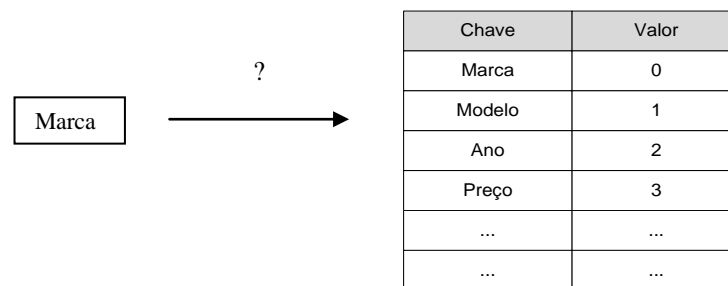 ?
Marca
Chave Valor
Marca 0
Modelo 1
Ano 2
Preço 3
... ...
... ...